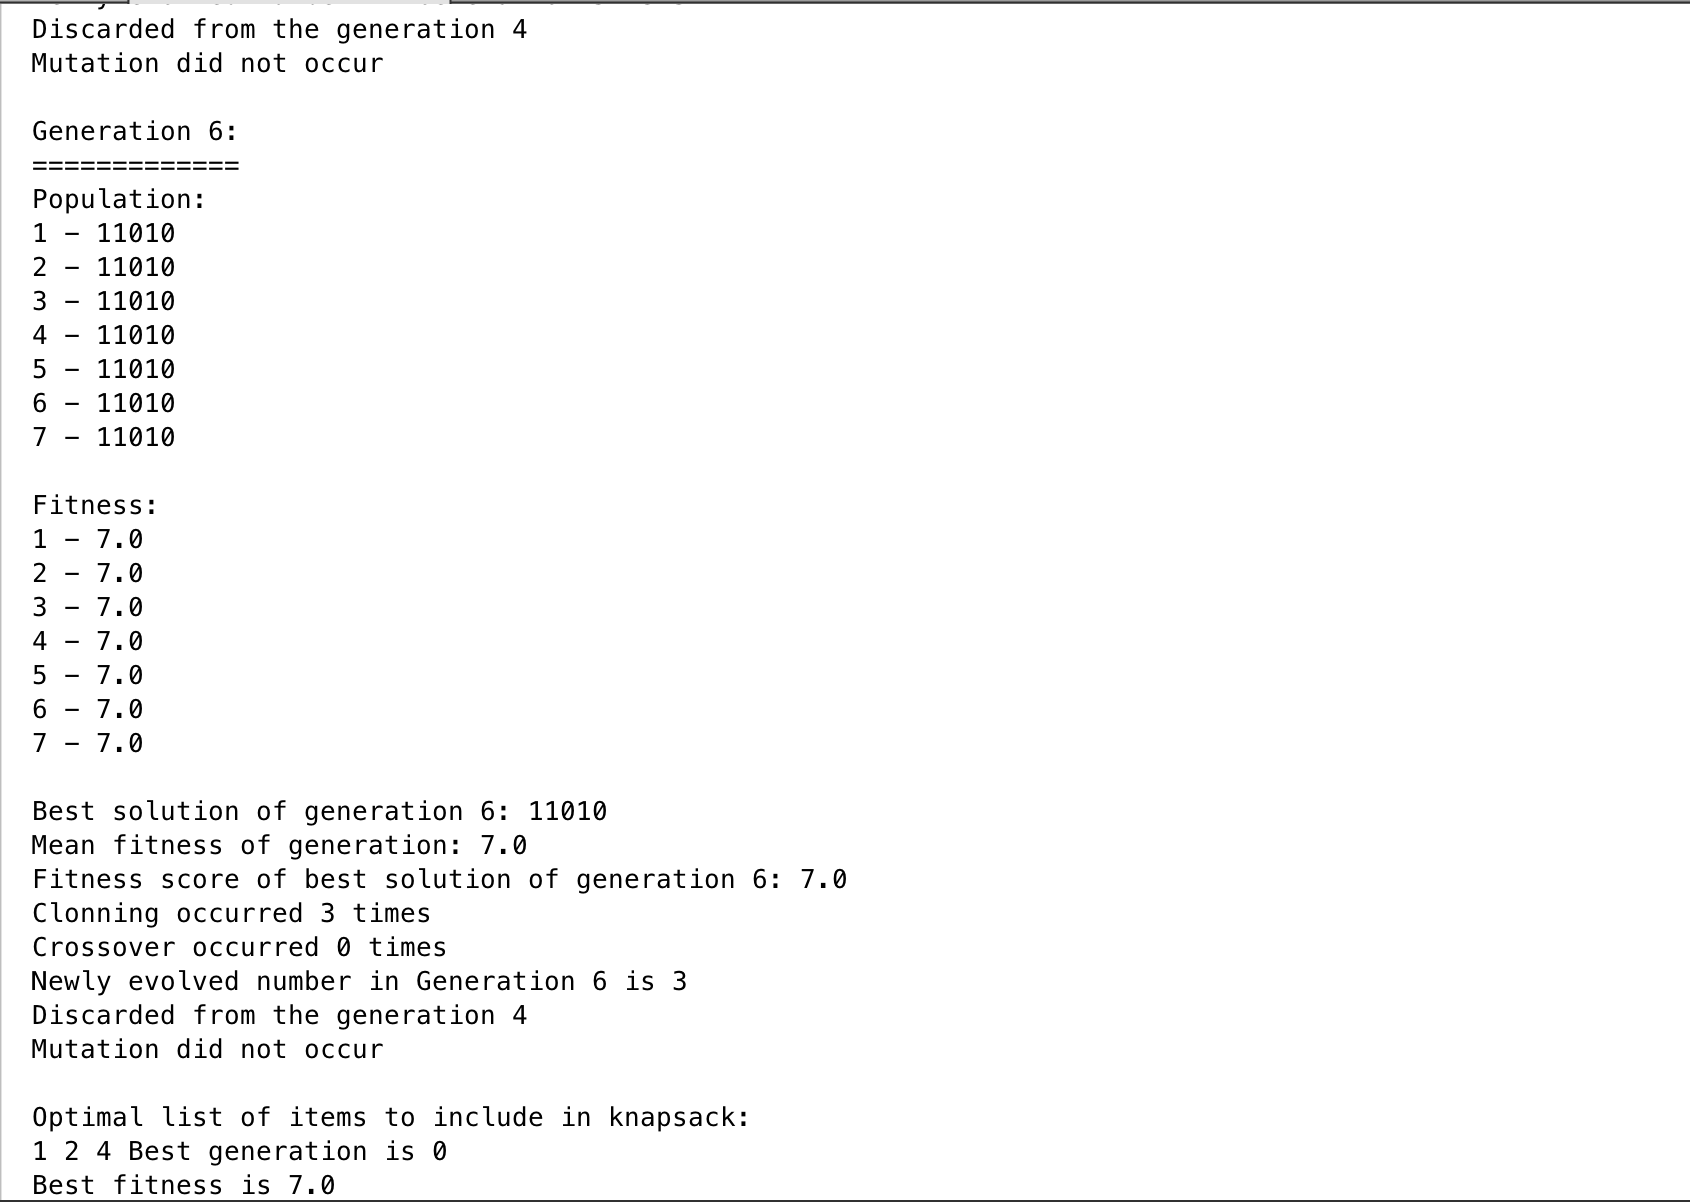 Discarded from the generation 4
Mutation did not occur
Generation 6:
=============
Population:
1 – 11010
2 – 11010
3 – 11010
4 – 11010
5 – 11010
6 – 11010
7 – 11010
Fitness:
1 – 7.0
2 – 7.0
3 – 7.0
4 – 7.0
5 – 7.0
6 – 7.0
7 – 7.0
Best solution of generation 6: 11010
Mean fitness of generation: 7.0
Fitness score of best solution of generation 6: 7.0
Clonning occurred 3 times
Crossover occurred 0 times
Newly evolved number in Generation 6 is 3
Discarded from the generation 4
Mutation did not occur
Optimal list of items to include in knapsack:
1 2 4 Best generation is 0
Best fitness is 7.0